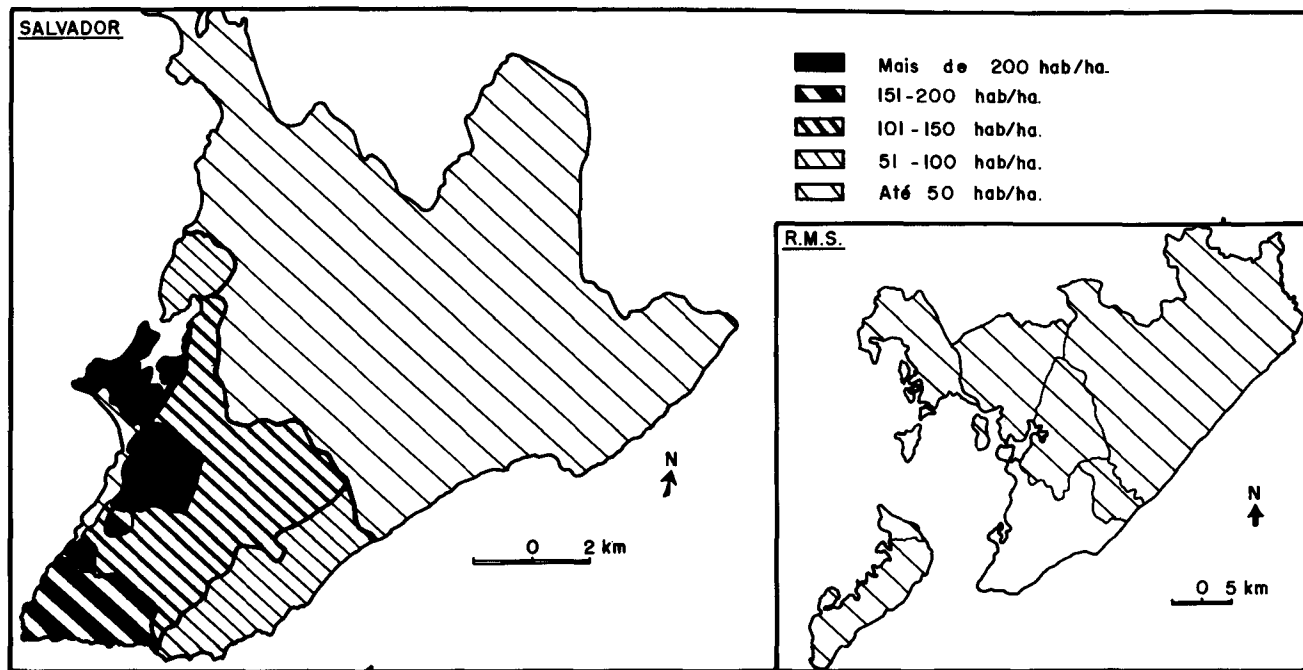 SALVADOR
Mais de 200 hab/ha.
151-200 hab/ha.
101-150 hab/ha.
51-100 hab/ha.
Até 50 hab/ha.
R.M.S.
N
0 2 km
N
0 5 km